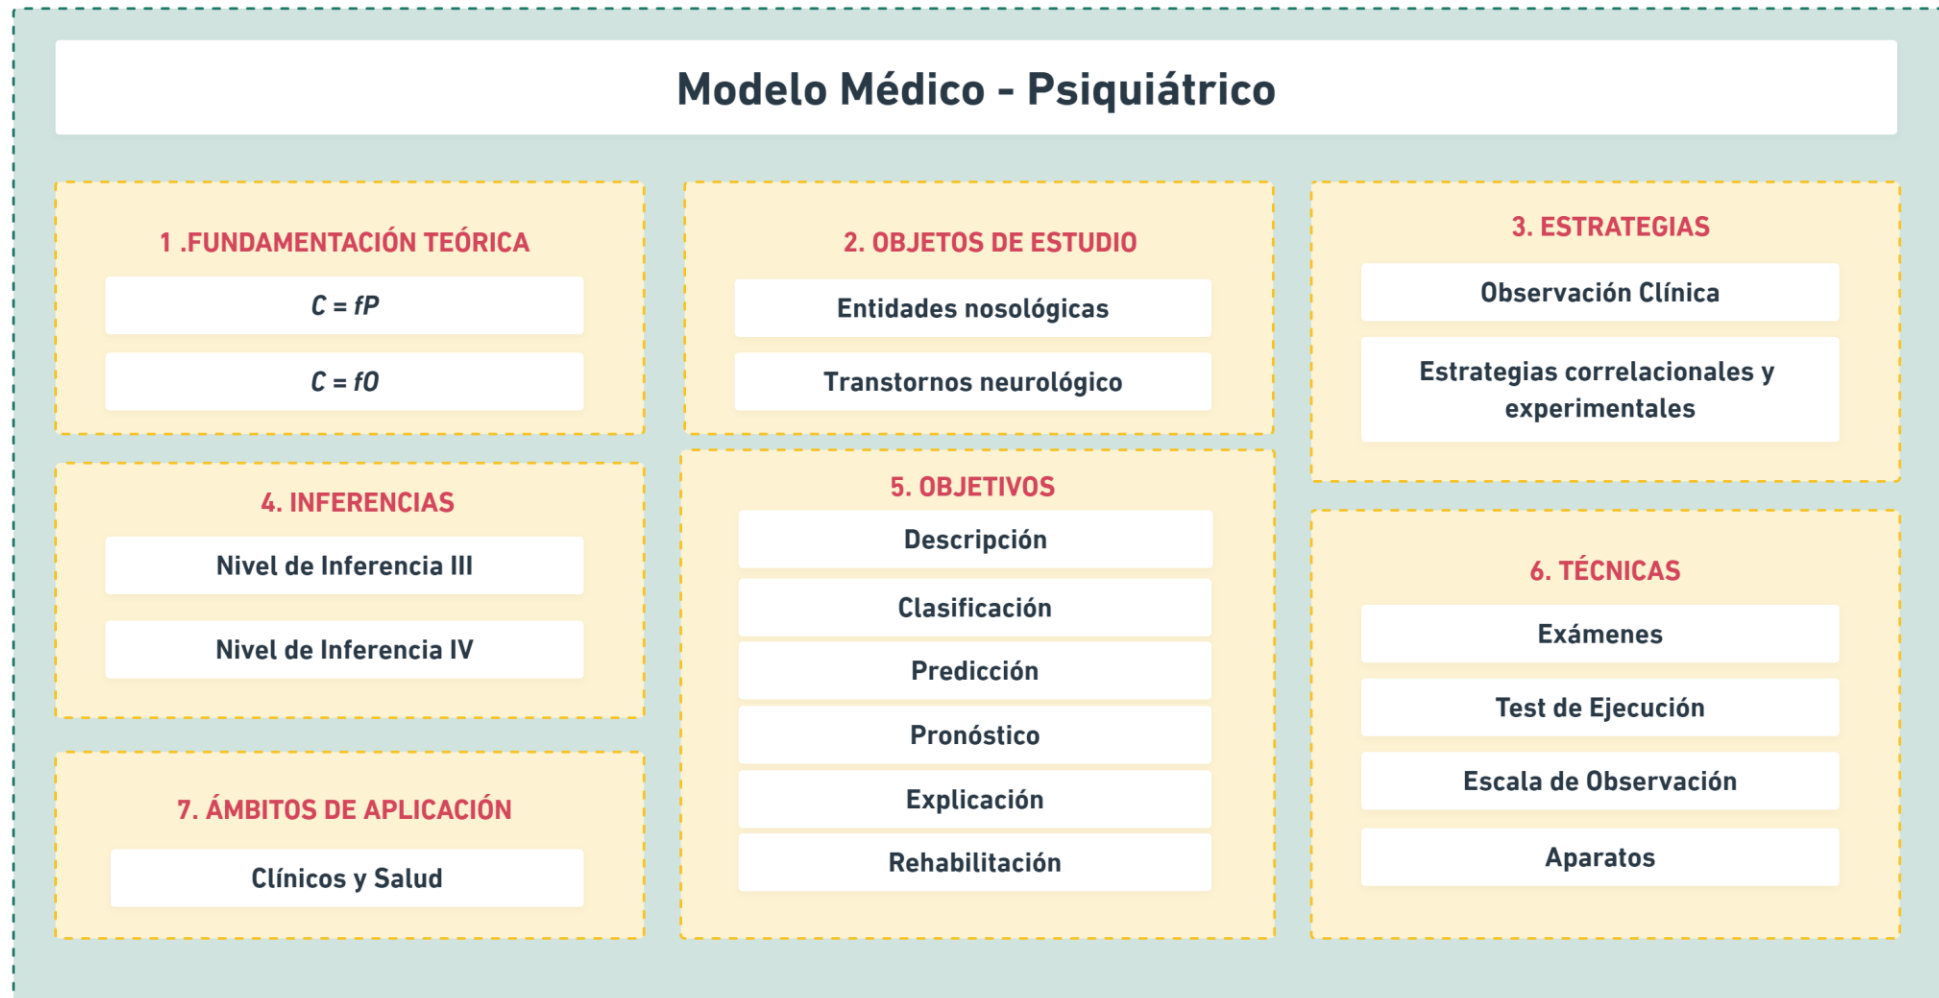 Modelo Médico - Psiquiátrico
1 .FUNDAMENTACIÓN TEÓRICA
C = fP
C = fO
2. OBJETOS DE ESTUDIO
Entidades nosológicas
Transtornos neurológico
3. ESTRATEGIAS
Observación Clínica
Estrategias correlacionales y
experimentales
4. INFERENCIAS
Nivel de Inferencia III
Nivel de Inferencia IV
5. OBJETIVOS
Descripción
Clasificación
Predicción
Pronóstico
Explicación
Rehabilitación
6. TÉCNICAS
Exámenes
Test de Ejecución
Escala de Observación
Aparatos
7. ÁMBITOS DE APLICACIÓN
Clínicos y Salud